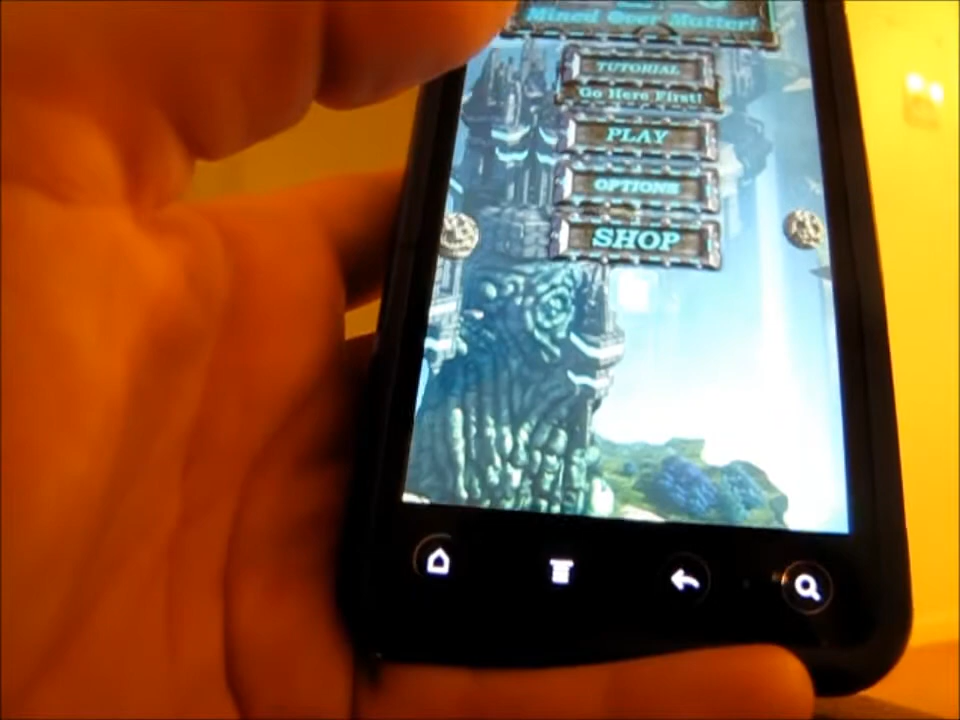 Mined Over Matter!
TUTORIAL
Go Here First!
PLAY
OPTIONS
SHOP